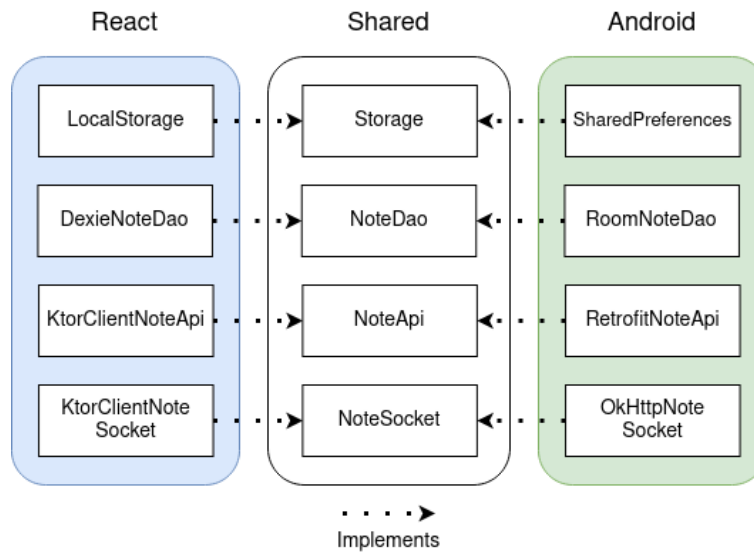 React
Shared
Android
LocalStorage
Storage
SharedPreferences
DexieNoteDao
NoteDao
RoomNoteDao
KtorClientNoteApi
NoteApi
RetrofitNoteApi
KtorClientNote
Socket
NoteSocket
OkHttpNote
Socket
Implements